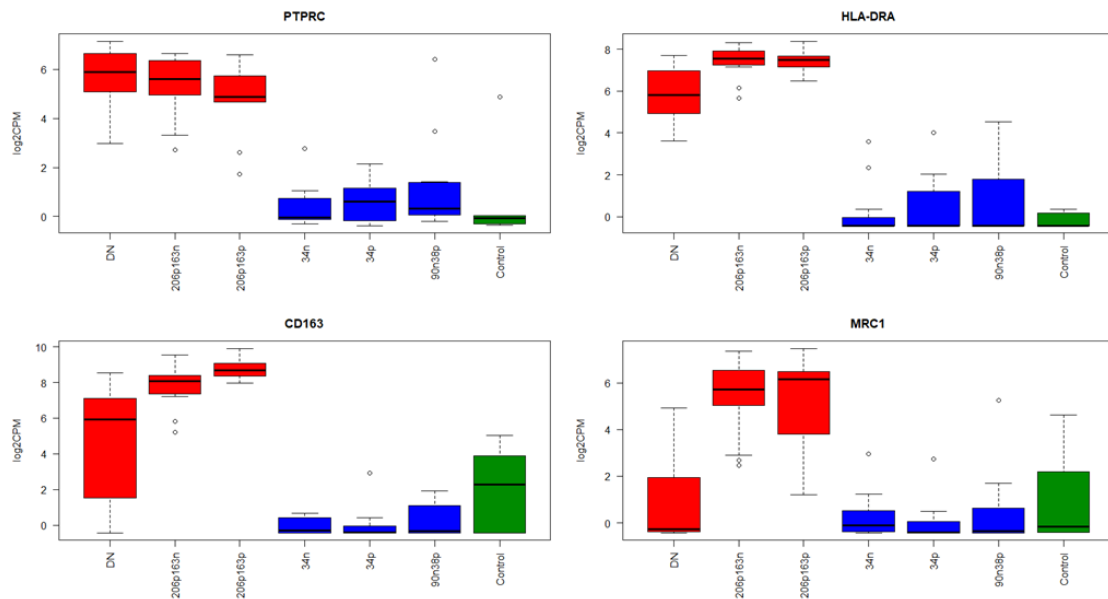 PTPRC
log2CPM
6
4
2
0
DN
206p163n
206p163p
34n
34p
90n38p
Control
HLA-DRA
log2CPM
8
6
4
2
0
DN
206p163n
206p163p
34n
34p
90n38p
Control
CD163
log2CPM
10
8
6
4
2
0
DN
206p163n
206p163p
34n
34p
90n38p
Control
MRC1
log2CPM
6
4
2
0
DN
206p163n
206p163p
34n
34p
90n38p
Control